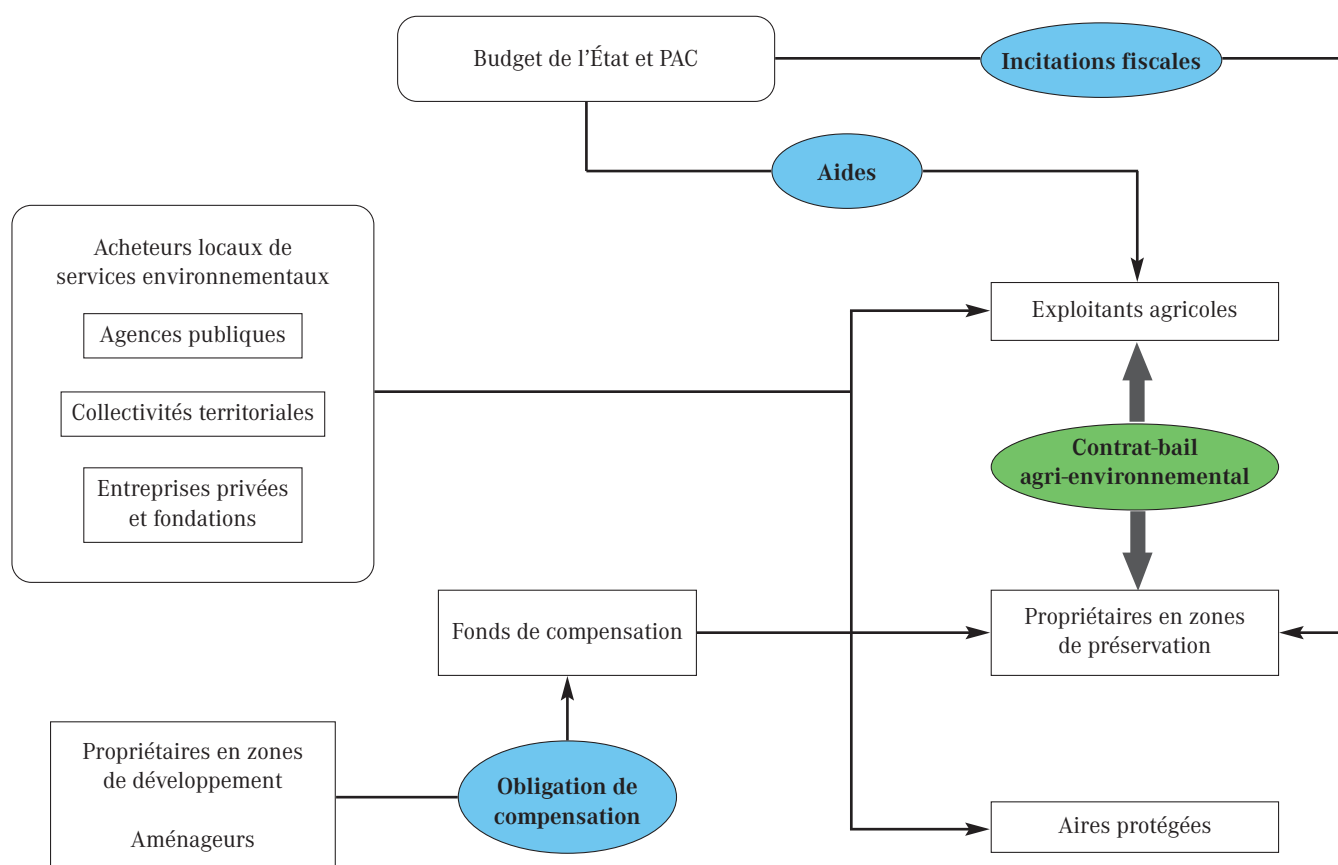 Budget de l’État et PAC
Incitations fiscales
Aides
Acheteurs locaux de
services environnementaux
Agences publiques
Collectivités territoriales
Entreprises privées
et fondations
Exploitants agricoles
Contrat-bail
agri-environnemental
Fonds de compensation
Propriétaires en zones
de préservation
Propriétaires en zones
de développement
Aménageurs
Obligation de
compensation
Aires protégées